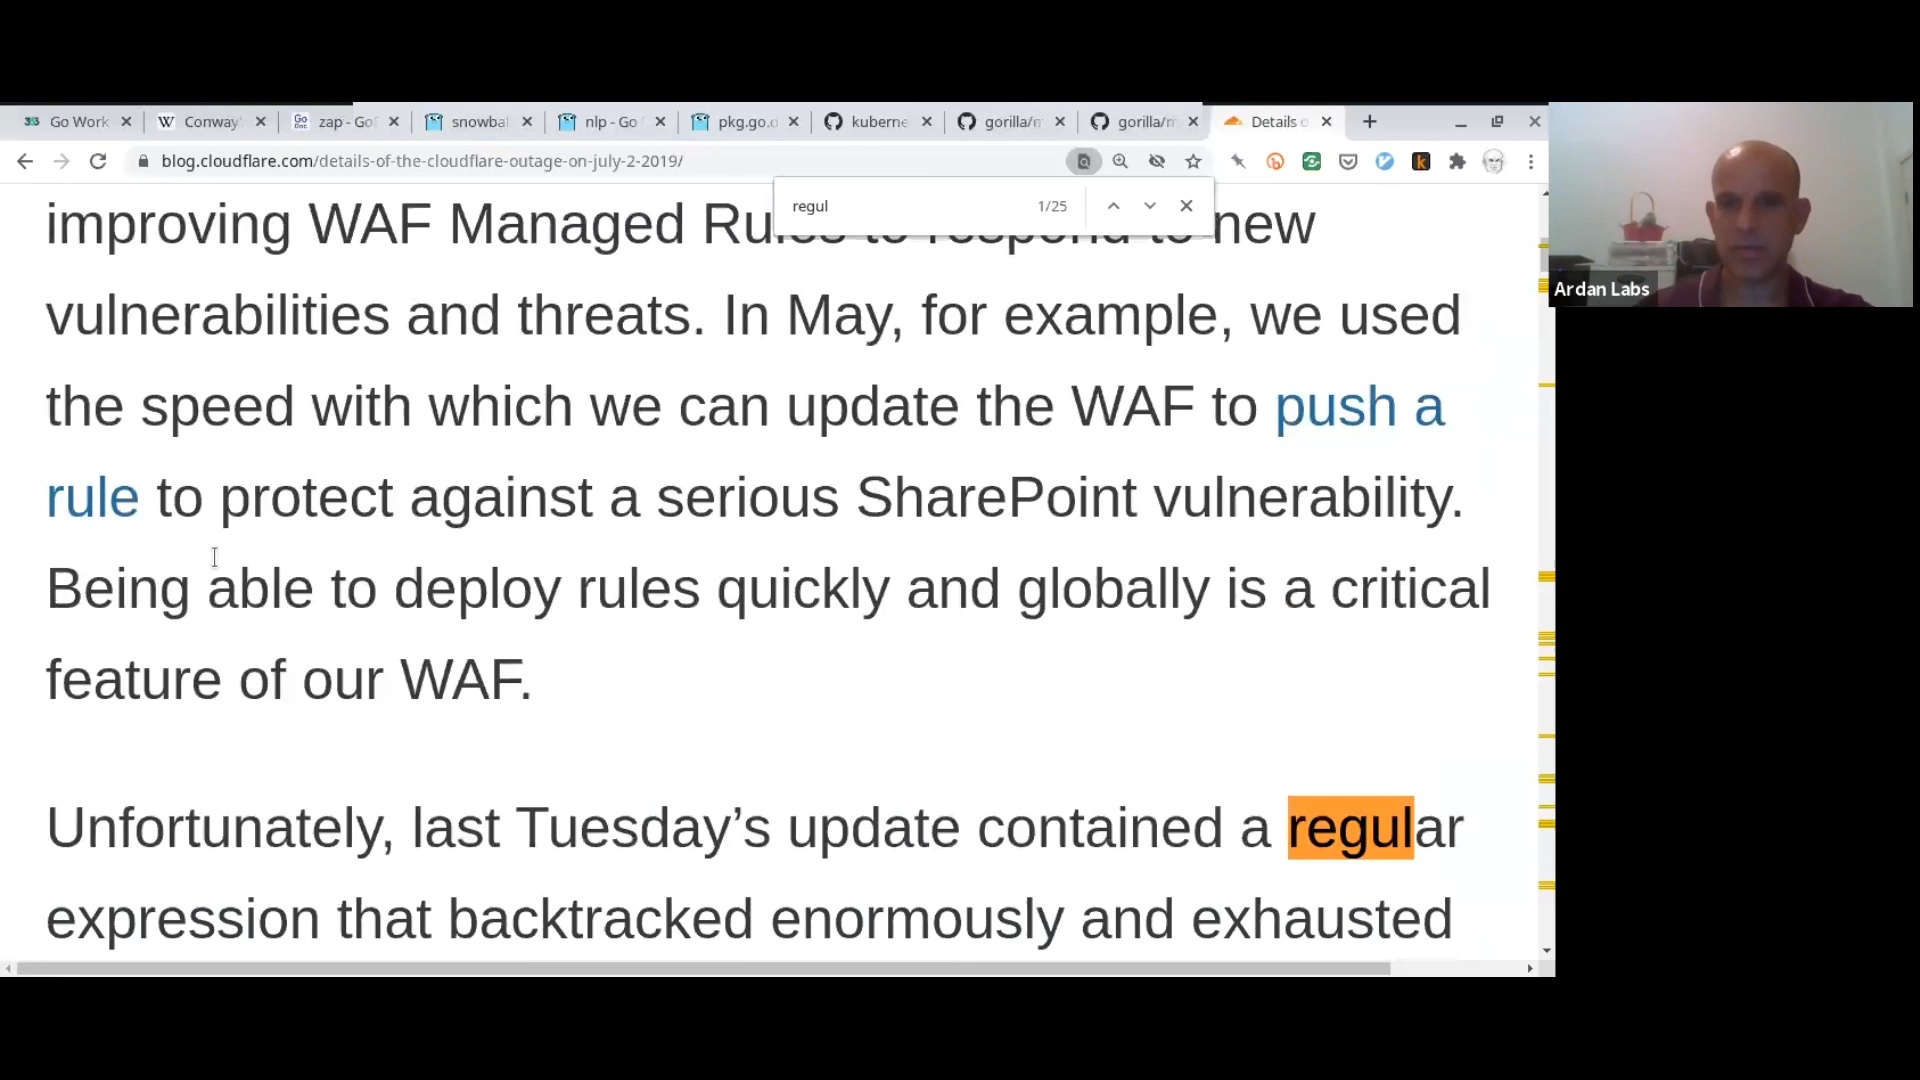 Go Work
Conway'
zap - Go
snowbal
nlp - Go
pkg.go.d
kuberne
gorilla/m
gorilla/m
Details o
blog.cloudflare.com/details-of-the-cloudflare-outage-on-july-2-2019/
regul 1/25
improving WAF Managed Rules to respond to new
vulnerabilities and threats. In May, for example, we used
the speed with which we can update the WAF to push a
rule to protect against a serious SharePoint vulnerability.
Being able to deploy rules quickly and globally is a critical
feature of our WAF.
Unfortunately, last Tuesday’s update contained a regular
expression that backtracked enormously and exhausted
Ardan Labs